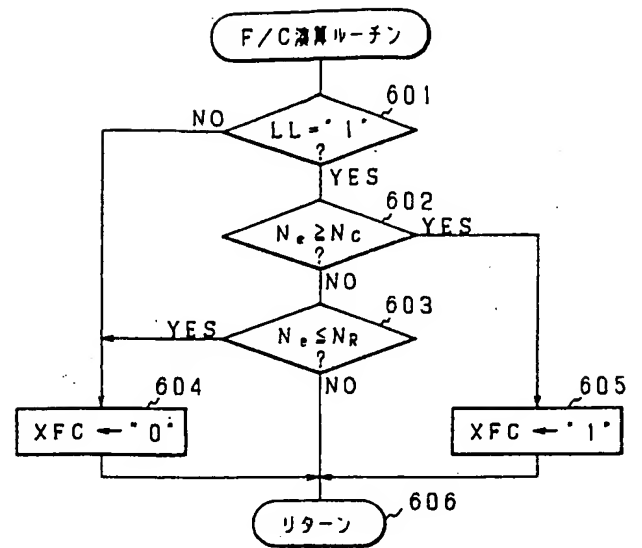 F/C演算ルーチン
601
LL="1"
?
NO
YES
602
Ne≧NC
?
YES
NO
603
Ne≦NR
?
YES
NO
604
XFC←"0"
605
XFC←"1"
リターン
606